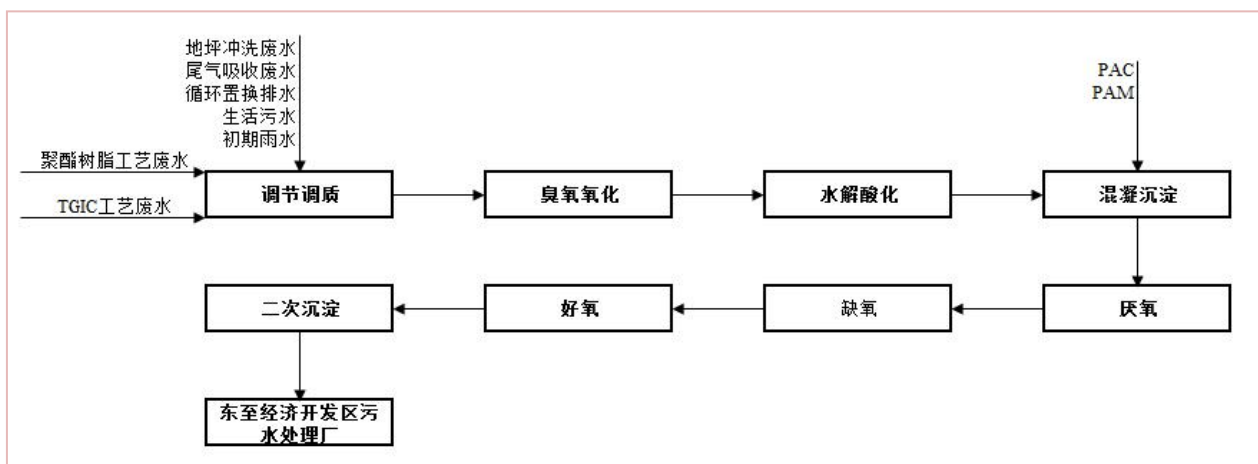 地坪冲洗废水
尾气吸收废水
循环置换排水
生活污水
初期雨水
PAC
PAM
聚酯树脂工艺废水
TGIC工艺废水
调节调质
臭氧氧化
水解酸化
混凝沉淀
二次沉淀
好氧
缺氧
厌氧
东至经济开发区污
水处理厂